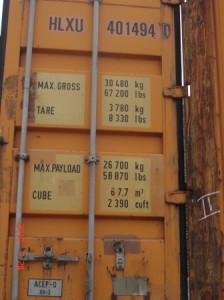 HLXU 401494 0
MAX. GROSS 30 480 kg
67 200 lbs
TARE 3 780 kg
8 330 lbs
MAX. PAYLOAD 26 700 kg
58 870 lbs
CUBE 67.7 m³
2 390 cuft
ACEP-D